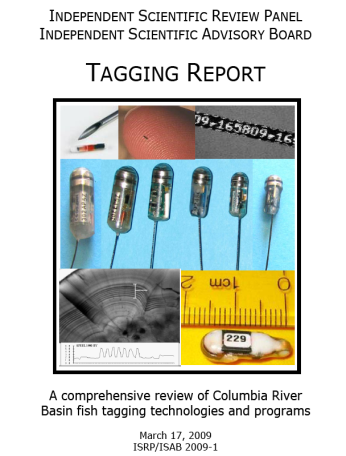 INDEPENDENT SCIENTIFIC REVIEW PANEL
INDEPENDENT SCIENTIFIC ADVISORY BOARD
TAGGING REPORT
09-165809-165
2 1cm 0
229
A comprehensive review of Columbia River
Basin fish tagging technologies and programs
March 17, 2009
ISRP/ISAB 2009-1